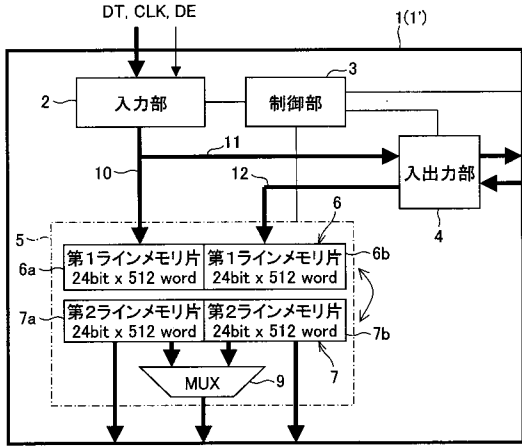 DT, CLK, DE
1(1')
2
入力部
3
制御部
11
10
12
入出力部
4
5
6
6a
第1ラインメモリ片
24bit x 512 word
第1ラインメモリ片
24bit x 512 word
6b
7a
第2ラインメモリ片
24bit x 512 word
第2ラインメモリ片
24bit x 512 word
7b
MUX
9
7